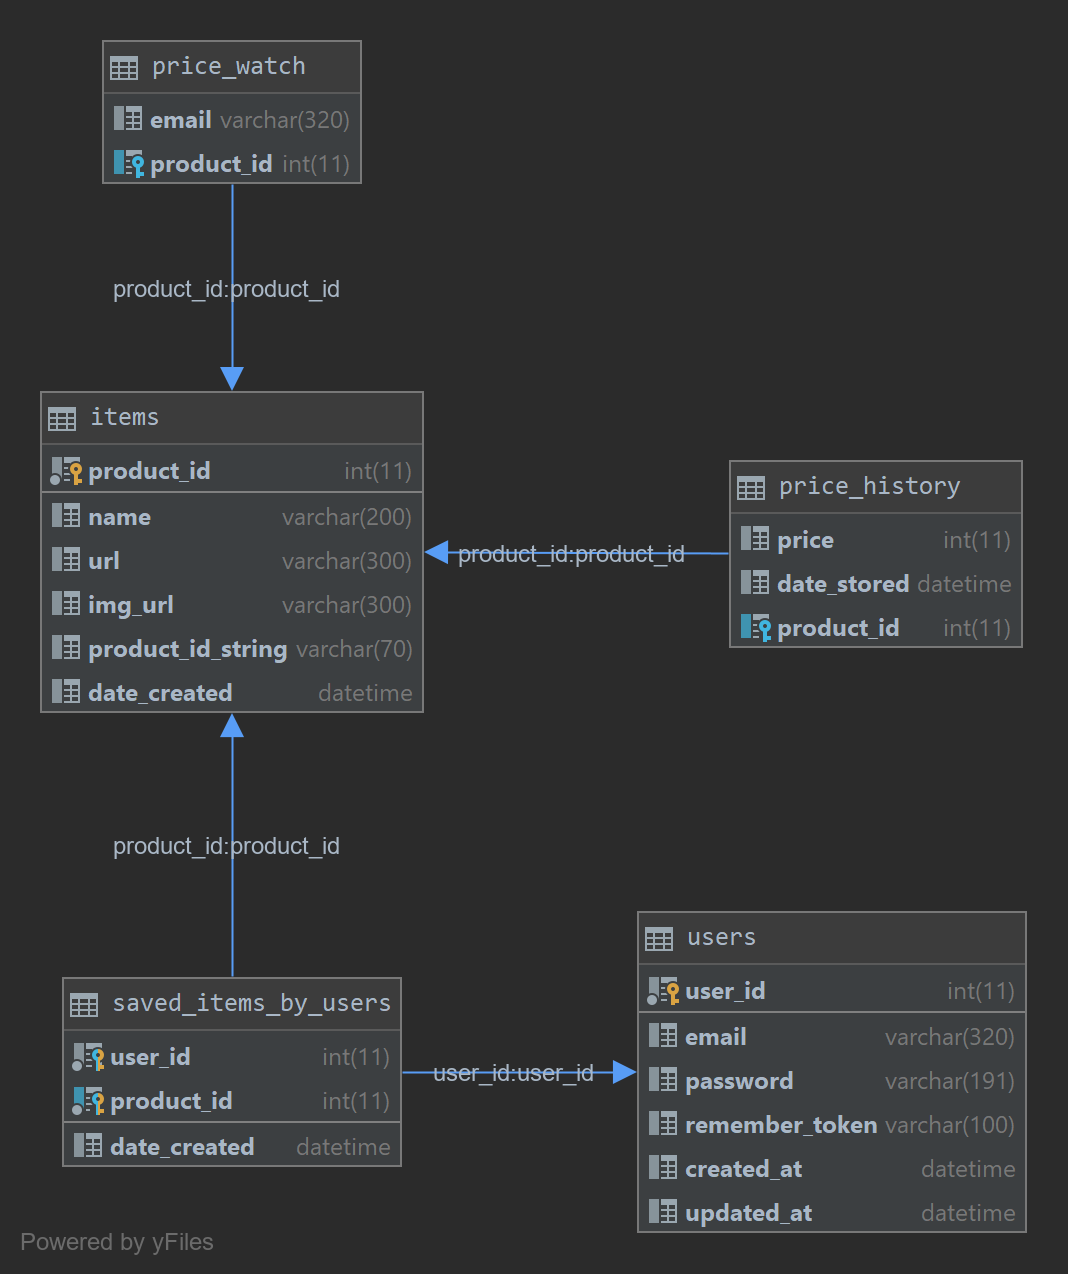 price_watch
email varchar(320)
product_id int(11)
product_id:product_id
items
product_id int(11)
name varchar(200)
url varchar(300)
img_url varchar(300)
product_id_string varchar(70)
date_created datetime
product_id:product_id
price_history
price int(11)
date_stored datetime
product_id int(11)
product_id:product_id
saved_items_by_users
user_id int(11)
product_id int(11)
date_created datetime
user_id:user_id
users
user_id int(11)
email varchar(320)
password varchar(191)
remember_token varchar(100)
created_at datetime
updated_at datetime
Powered by yFiles